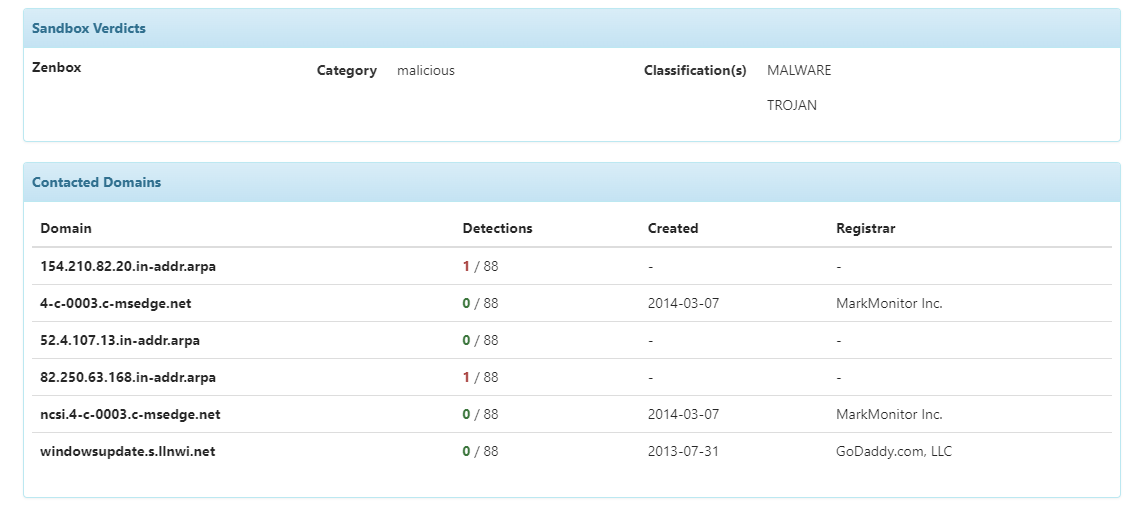 Sandbox Verdicts
Zenbox Category malicious Classification(s) MALWARE
TROJAN
Contacted Domains
Domain Detections Created Registrar
154.210.82.20.in-addr.arpa 1 / 88 - -
4-c-0003.c-msedge.net 0 / 88 2014-03-07 MarkMonitor Inc.
52.4.107.13.in-addr.arpa 0 / 88 - -
82.250.63.168.in-addr.arpa 1 / 88 - -
ncsi.4-c-0003.c-msedge.net 0 / 88 2014-03-07 MarkMonitor Inc.
windowsupdate.s.llnwi.net 0 / 88 2013-07-31 GoDaddy.com, LLC